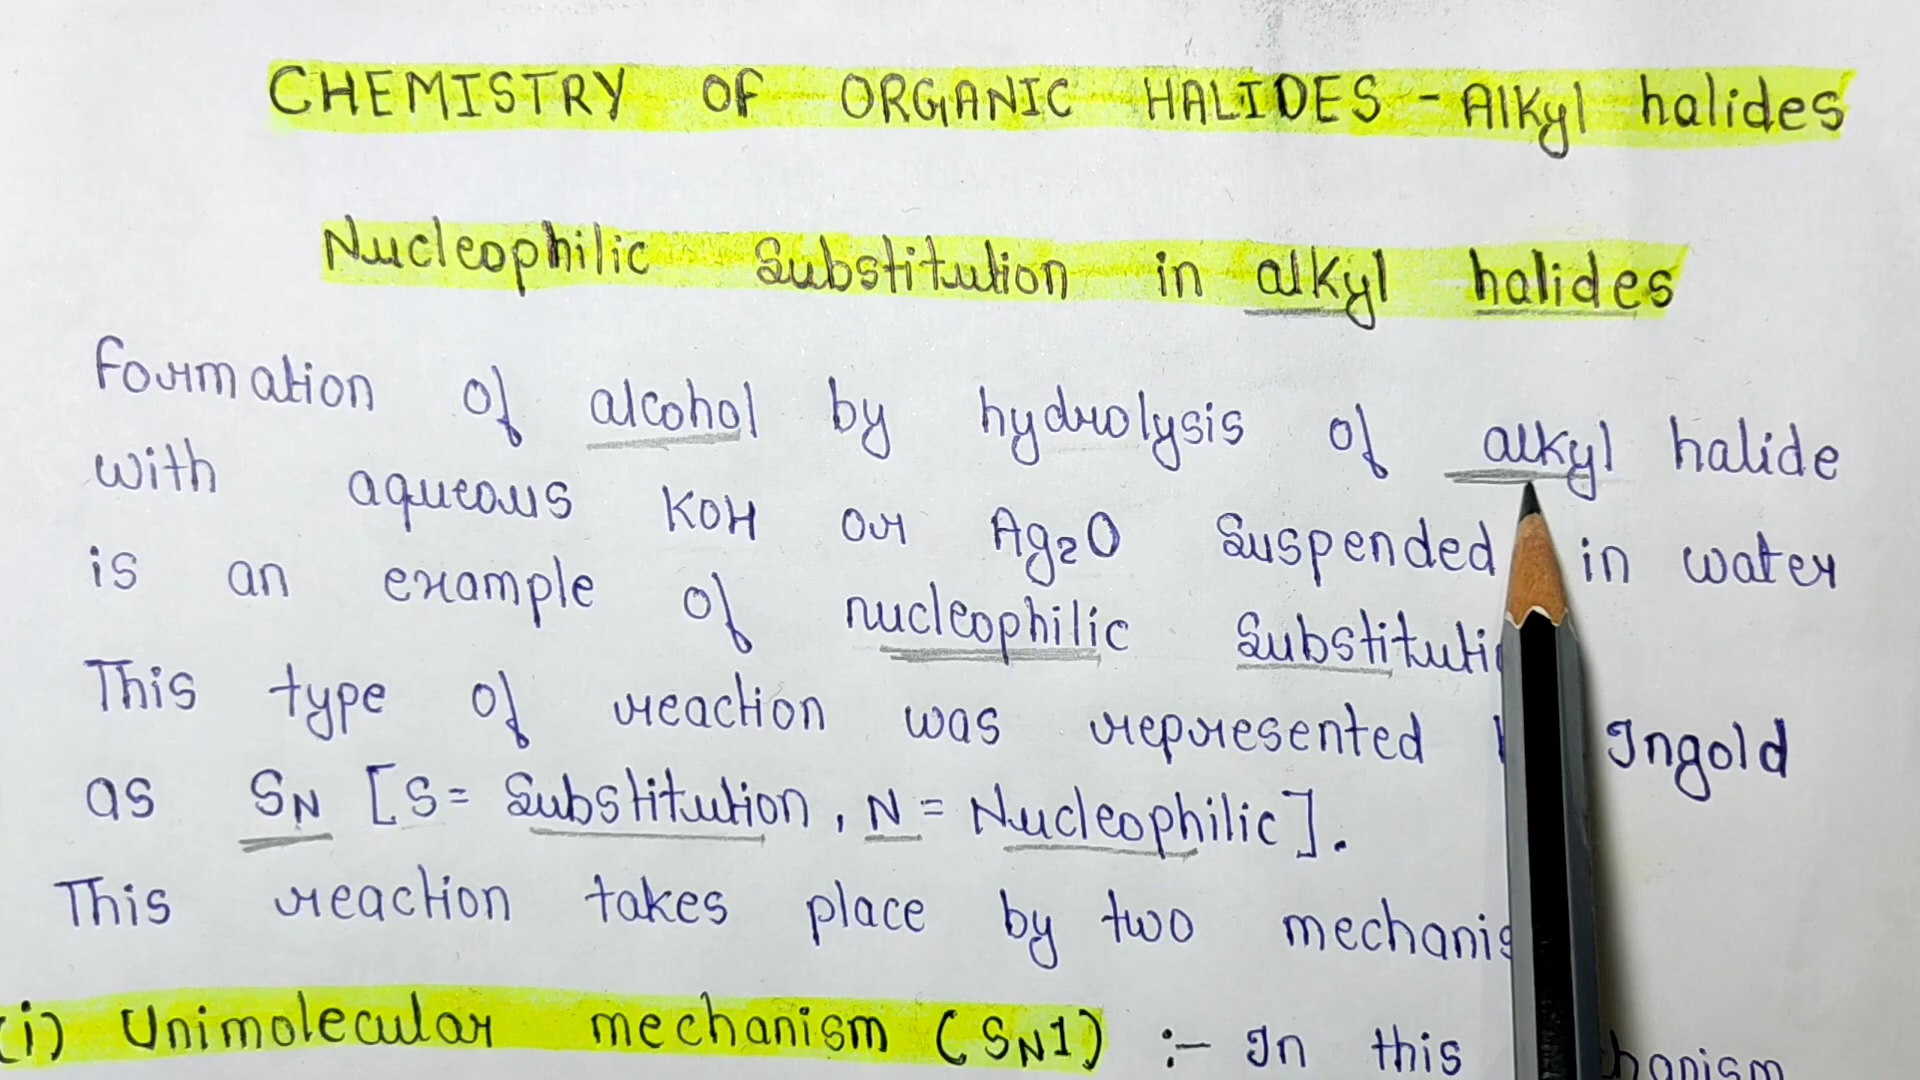 CHEMISTRY OF ORGANIC HALIDES - Alkyl halides
Nucleophilic Substitution in alkyl halides
Formation of alcohol by hydrolysis of alkyl halide
with aqueous KOH or Ag₂O Suspended in water
is an example of nucleophilic Substituti
This type of reaction was represented Ingold
as SN [S= Substitution, N = Nucleophilic].
This reaction takes place by two mechanis
(i) Unimolecular mechanism (SN1) :- In this hanism